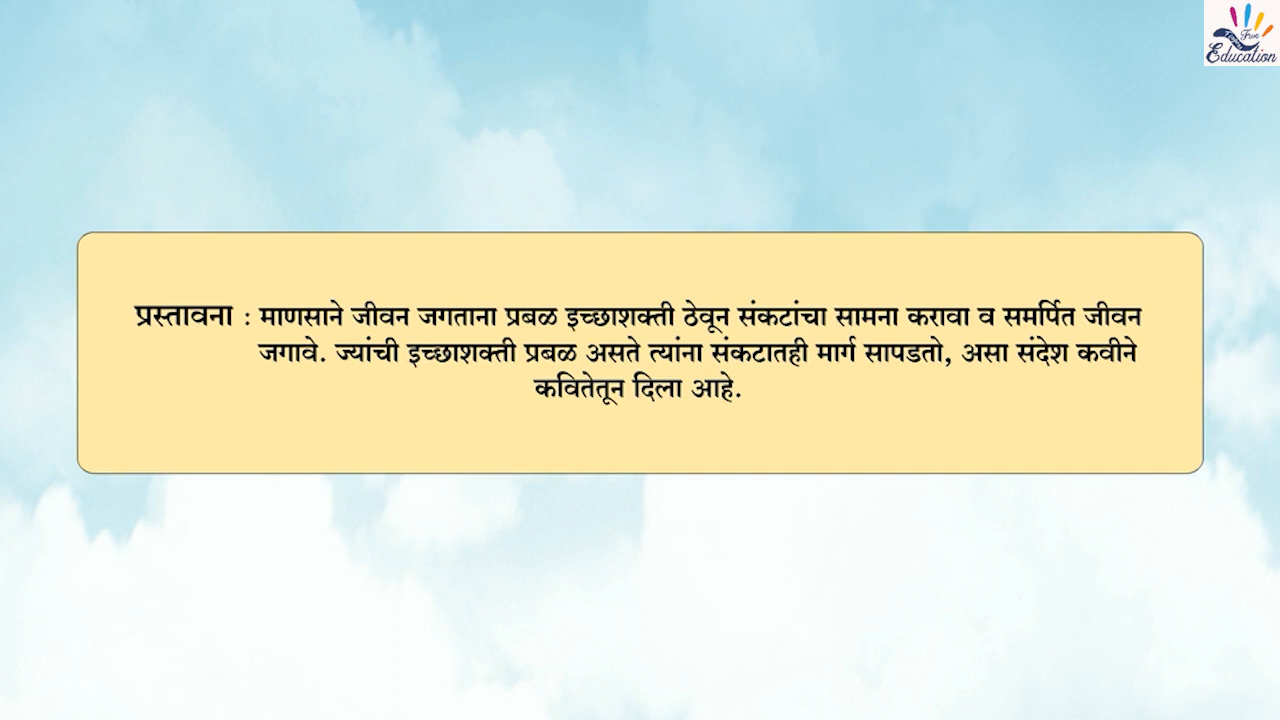 Five
Education
प्रस्तावना : माणसाने जीवन जगताना प्रबळ इच्छाशक्ती ठेवून संकटांचा सामना करावा व समर्पित जीवन
जगावे. ज्यांची इच्छाशक्ती प्रबळ असते त्यांना संकटातही मार्ग सापडतो, असा संदेश कवीने
कवितेतून दिला आहे.